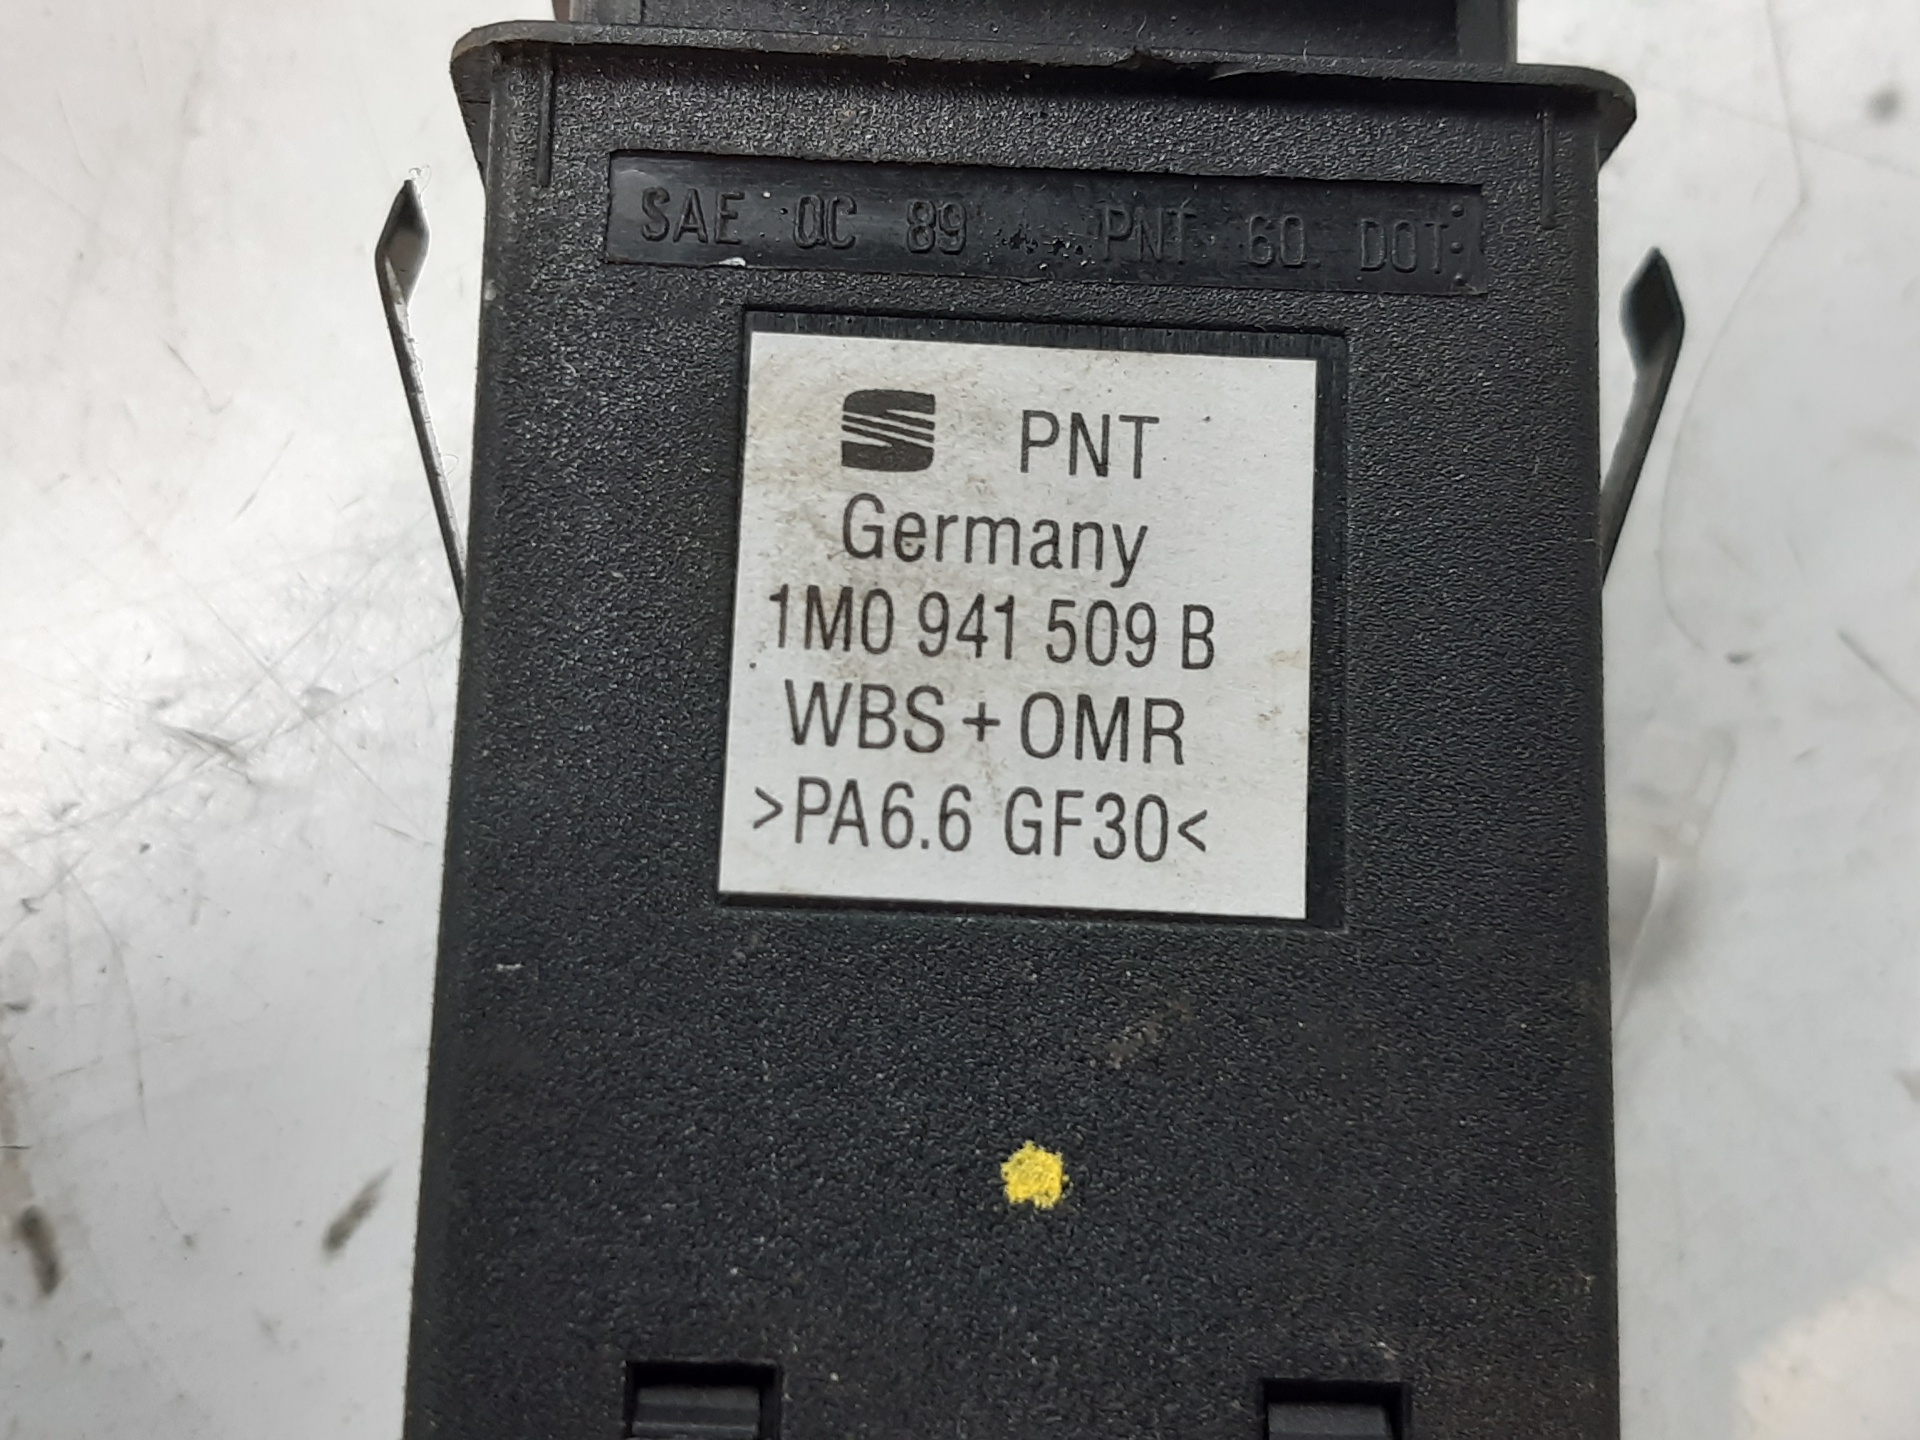 SAE QC 89 PNT 60 DOT
PNT
Germany
1M0 941 509 B
WBS + OMR
>PA6.6 GF30<